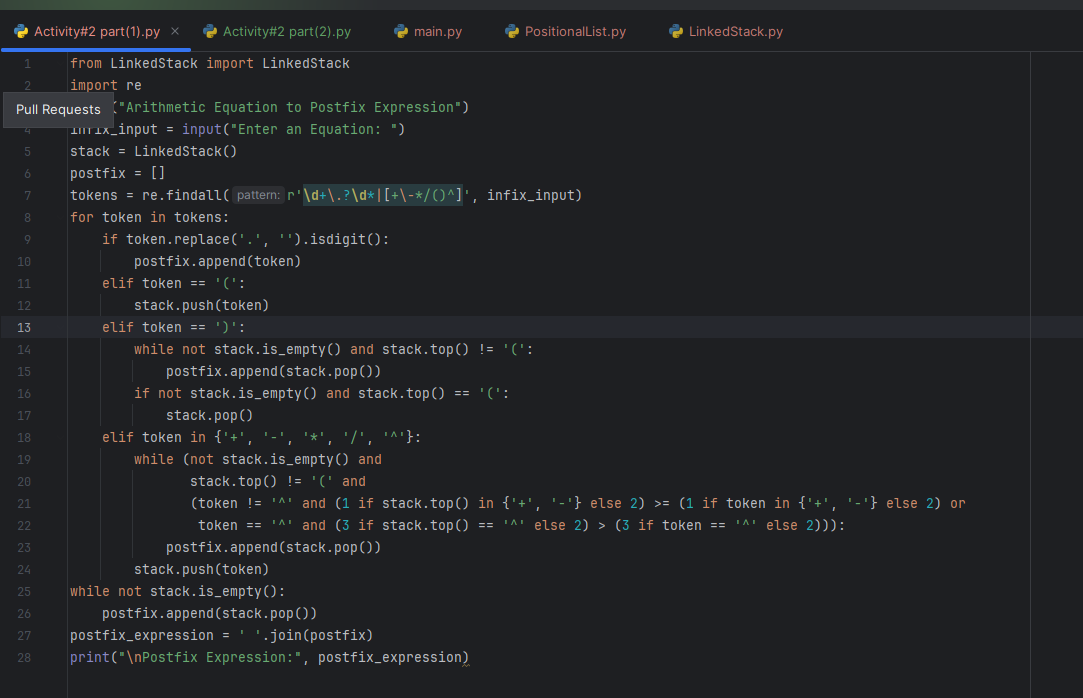 Activity#2 part(1).py × Activity#2 part(2).py main.py PositionalList.py LinkedStack.py
1 from LinkedStack import LinkedStack
2 import re
Pull Requests ("Arithmetic Equation to Postfix Expression")
4 infix_input = input("Enter an Equation: ")
5 stack = LinkedStack()
6 postfix = []
7 tokens = re.findall( pattern: r'\d+\.?\d*|[+\-*/()^]', infix_input)
8 for token in tokens:
9 if token.replace('.', '').isdigit():
10 postfix.append(token)
11 elif token == '(':
12 stack.push(token)
13 elif token == ')':
14 while not stack.is_empty() and stack.top() != '(':
15 postfix.append(stack.pop())
16 if not stack.is_empty() and stack.top() == '(':
17 stack.pop()
18 elif token in {'+', '-', '*', '/', '^'}:
19 while (not stack.is_empty() and
20 stack.top() != '(' and
21 (token != '^' and (1 if stack.top() in {'+', '-'} else 2) >= (1 if token in {'+', '-'} else 2) or
22 token == '^' and (3 if stack.top() == '^' else 2) > (3 if token == '^' else 2))):
23 postfix.append(stack.pop())
24 stack.push(token)
25 while not stack.is_empty():
26 postfix.append(stack.pop())
27 postfix_expression = ' '.join(postfix)
28 print("\nPostfix Expression:", postfix_expression)